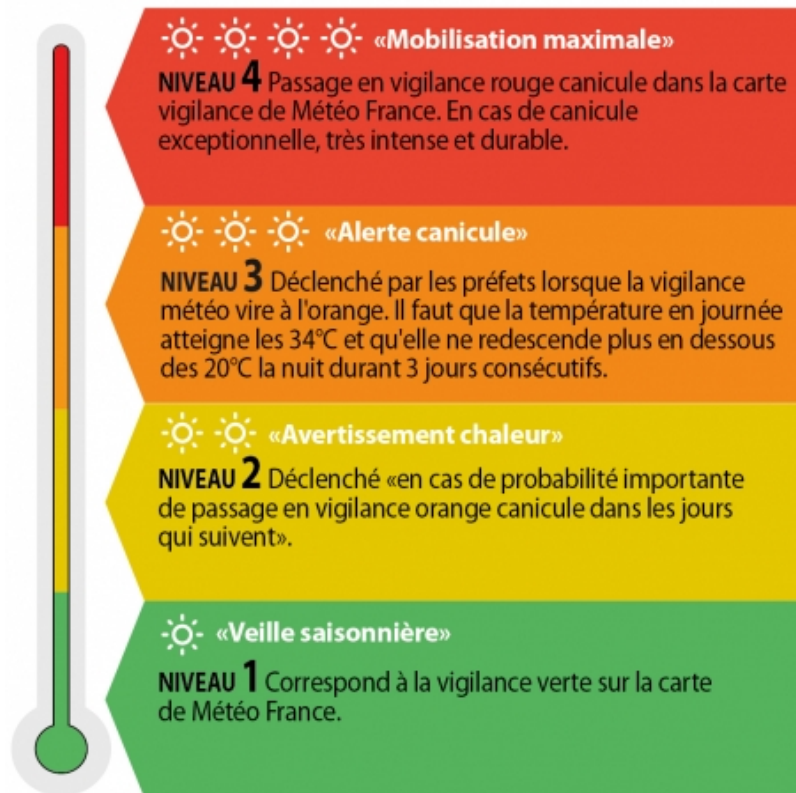 «Mobilisation maximale»
NIVEAU 4 Passage en vigilance rouge canicule dans la carte
vigilance de Météo France. En cas de canicule
exceptionnelle, très intense et durable.
«Alerte canicule»
NIVEAU 3 Déclenché par les préfets lorsque la vigilance
météo vire à l'orange. Il faut que la température en journée
atteigne les 34°C et qu'elle ne redescende plus en dessous
des 20°C la nuit durant 3 jours consécutifs.
«Avertissement chaleur»
NIVEAU 2 Déclenché «en cas de probabilité importante
de passage en vigilance orange canicule dans les jours
qui suivent».
«Veille saisonnière»
NIVEAU 1 Correspond à la vigilance verte sur la carte
de Météo France.